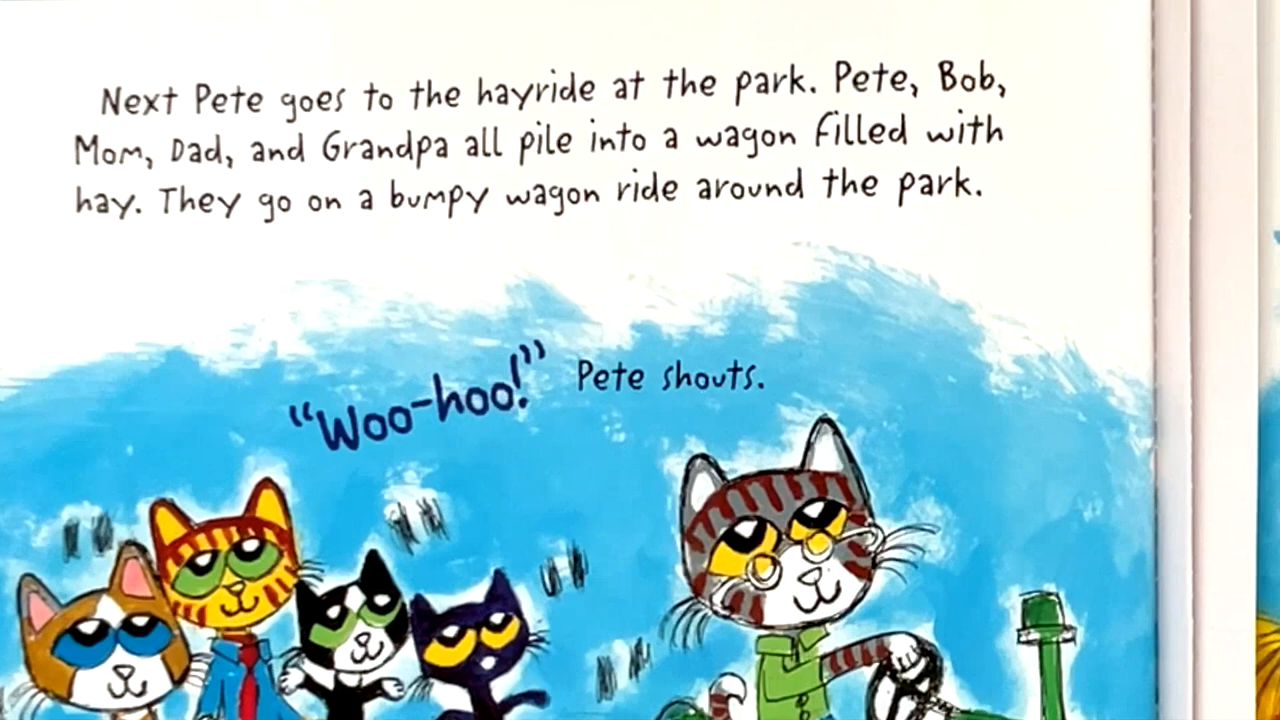 Next Pete goes to the hayride at the park. Pete, Bob,
Mom, Dad, and Grandpa all pile into a wagon filled with
hay. They go on a bumpy wagon ride around the park.
“Woo-hoo!” Pete shouts.